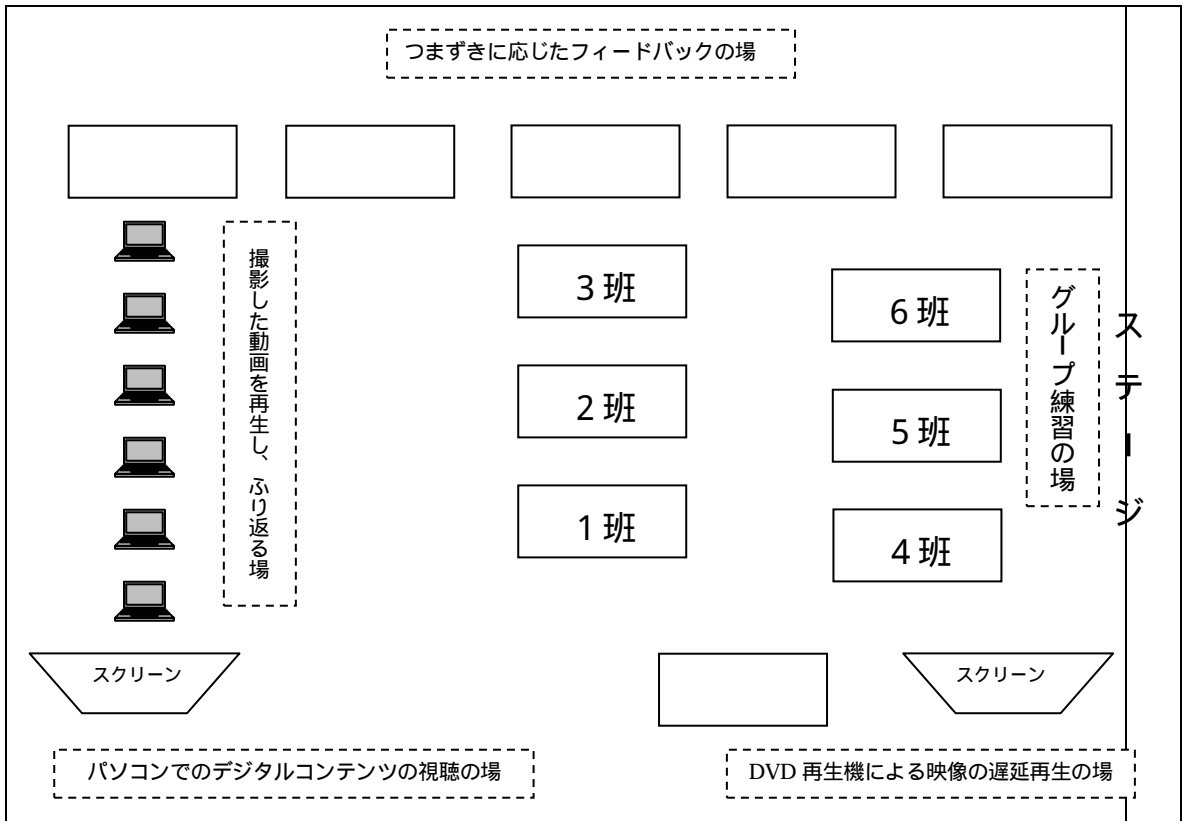 つまずきに応じたフィードバックの場
撮影した動画を再生し、ふり返る場
3班
2班
1班
6班
5班
4班
グループ練習の場
ステージ
スクリーン
スクリーン
パソコンでのデジタルコンテンツの視聴の場
DVD 再生機による映像の遅延再生の場